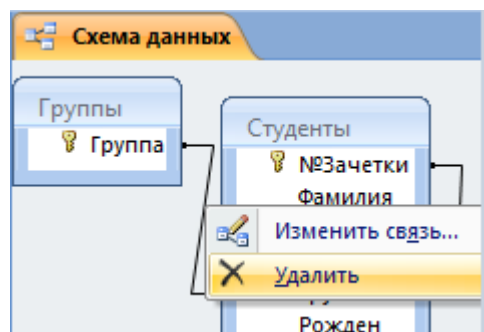 Схема данных
Группы
Группа
Студенты
№Зачетки
Фамилия
Изменить связь...
Удалить
Рожден